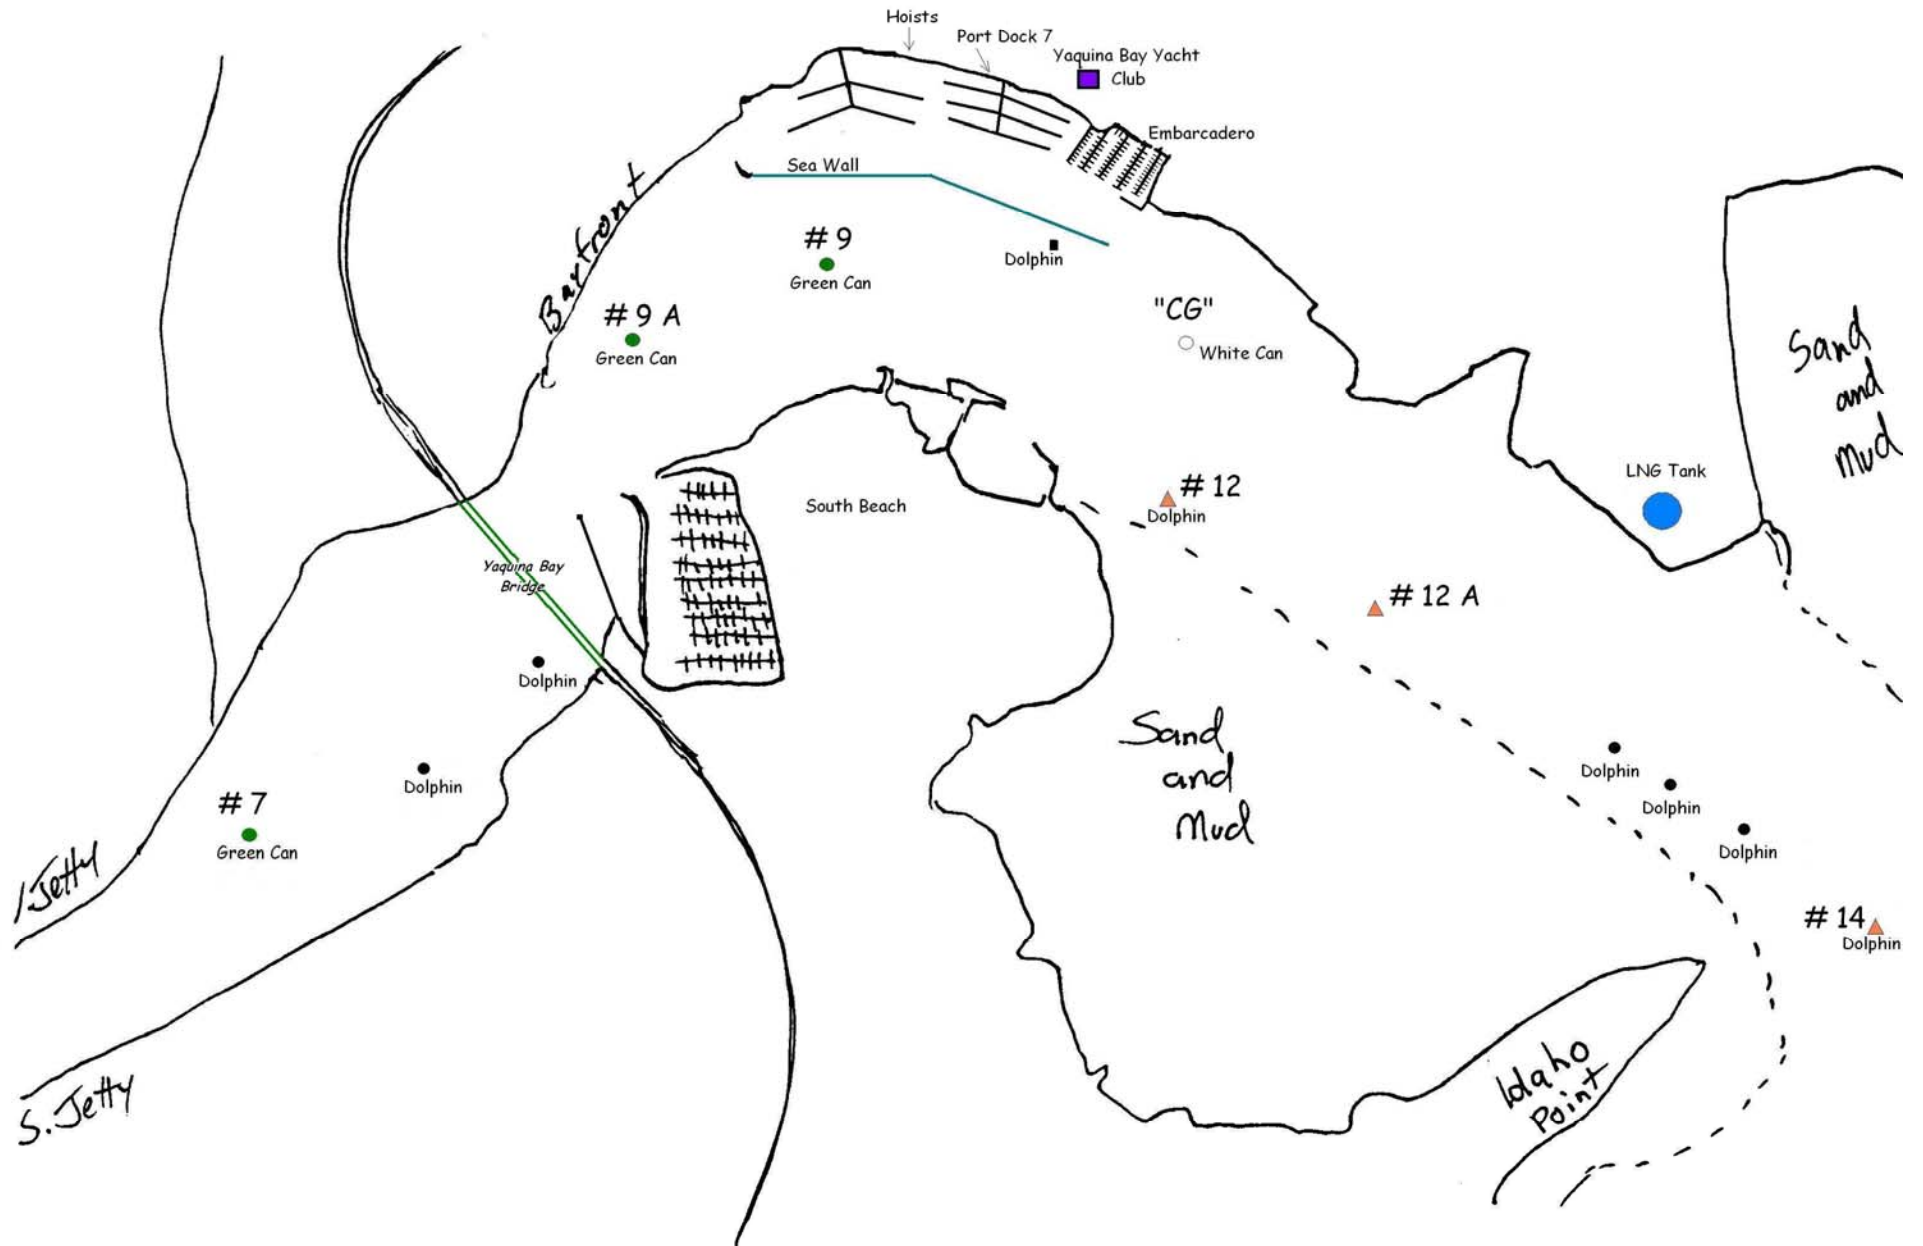 Hoists
Port Dock 7
Yaquina Bay Yacht
Club
Embarcadero
Sea Wall
Bayfront
# 9
Green Can
Dolphin
# 9 A
Green Can
"CG"
White Can
Sand
and
Mud
LNG Tank
# 12
Dolphin
South Beach
Yaquina Bay
Bridge
# 12 A
Dolphin
Sand
and
Mud
Dolphin
Dolphin
Dolphin
Dolphin
# 7
Green Can
Jetty
# 14
Dolphin
Idaho
Point
S. Jetty